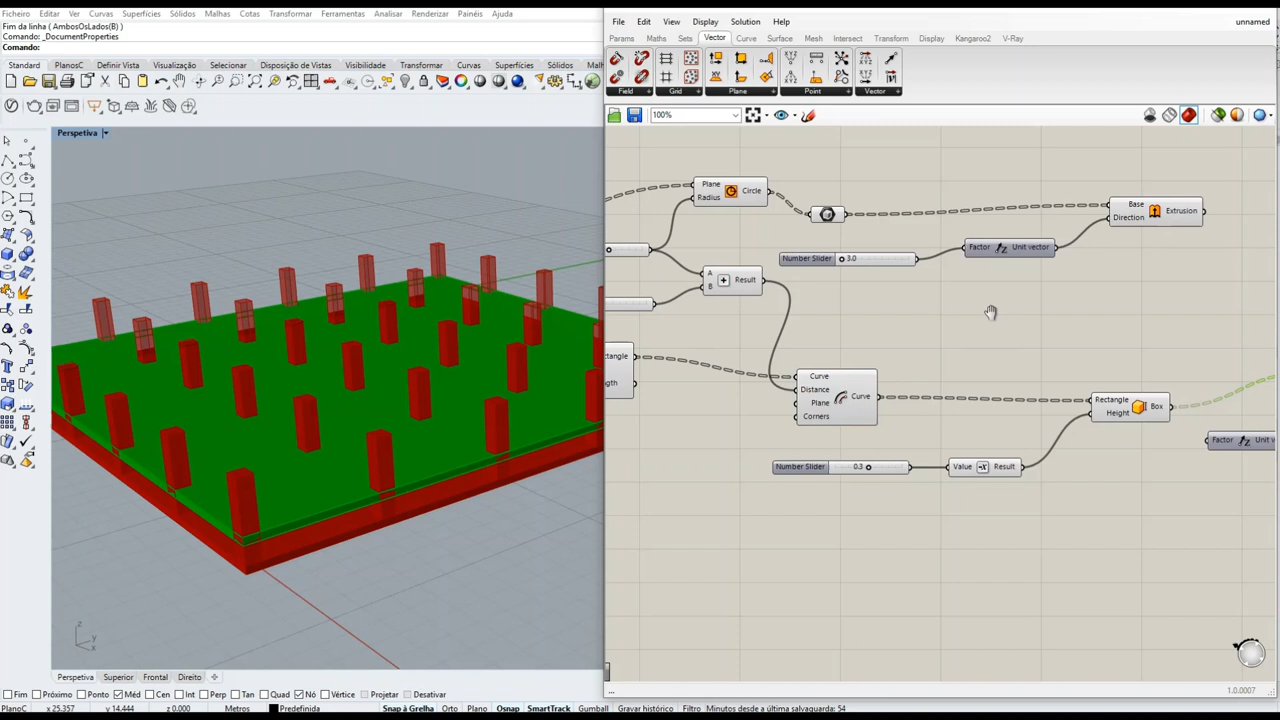 Ficheiro Editar Ver Curvas Superfícies Sólidos Malhas Cotas Transformar Ferramentas Analisar Renderizar Painéis Ajuda
Fim da linha ( AmbosOsLados(B) )
Comando: _DocumentProperties
Comando:
Standard PlanosC Definir Vista Visualização Selecionar Disposição de Vistas Visibilidade Transformar Curvas Superfícies Sólidos
Perspetiva
z
y
x
Perspetiva Superior Frontal Direito
Fim Próximo Ponto Méd Cen Int Perp Tan Quad Nó Vértice Projetar Desativar
PlanoC x 25.357 y 14.444 z 0.000 Metros Predefinida Snap à Grelha Orto Plano Osnap SmartTrack Gumball Gravar histórico Filtro Minutos desde a última salvaguarda: 54
File Edit View Display Solution Help unnamed
Params Maths Sets Vector Curve Surface Mesh Intersect Transform Display Kangaroo2 V-Ray
Field Grid Plane Point Vector
100%
Plane
Radius
Circle
Base
Direction
Extrusion
Factor Unit vector
Number Slider 3.0
A
B
Result
ctangle
gth
Curve
Distance
Plane
Corners
Curve
Rectangle
Height
Box
Factor Unit v
Number Slider 0.3
Value -x Result
...
1.0.0007